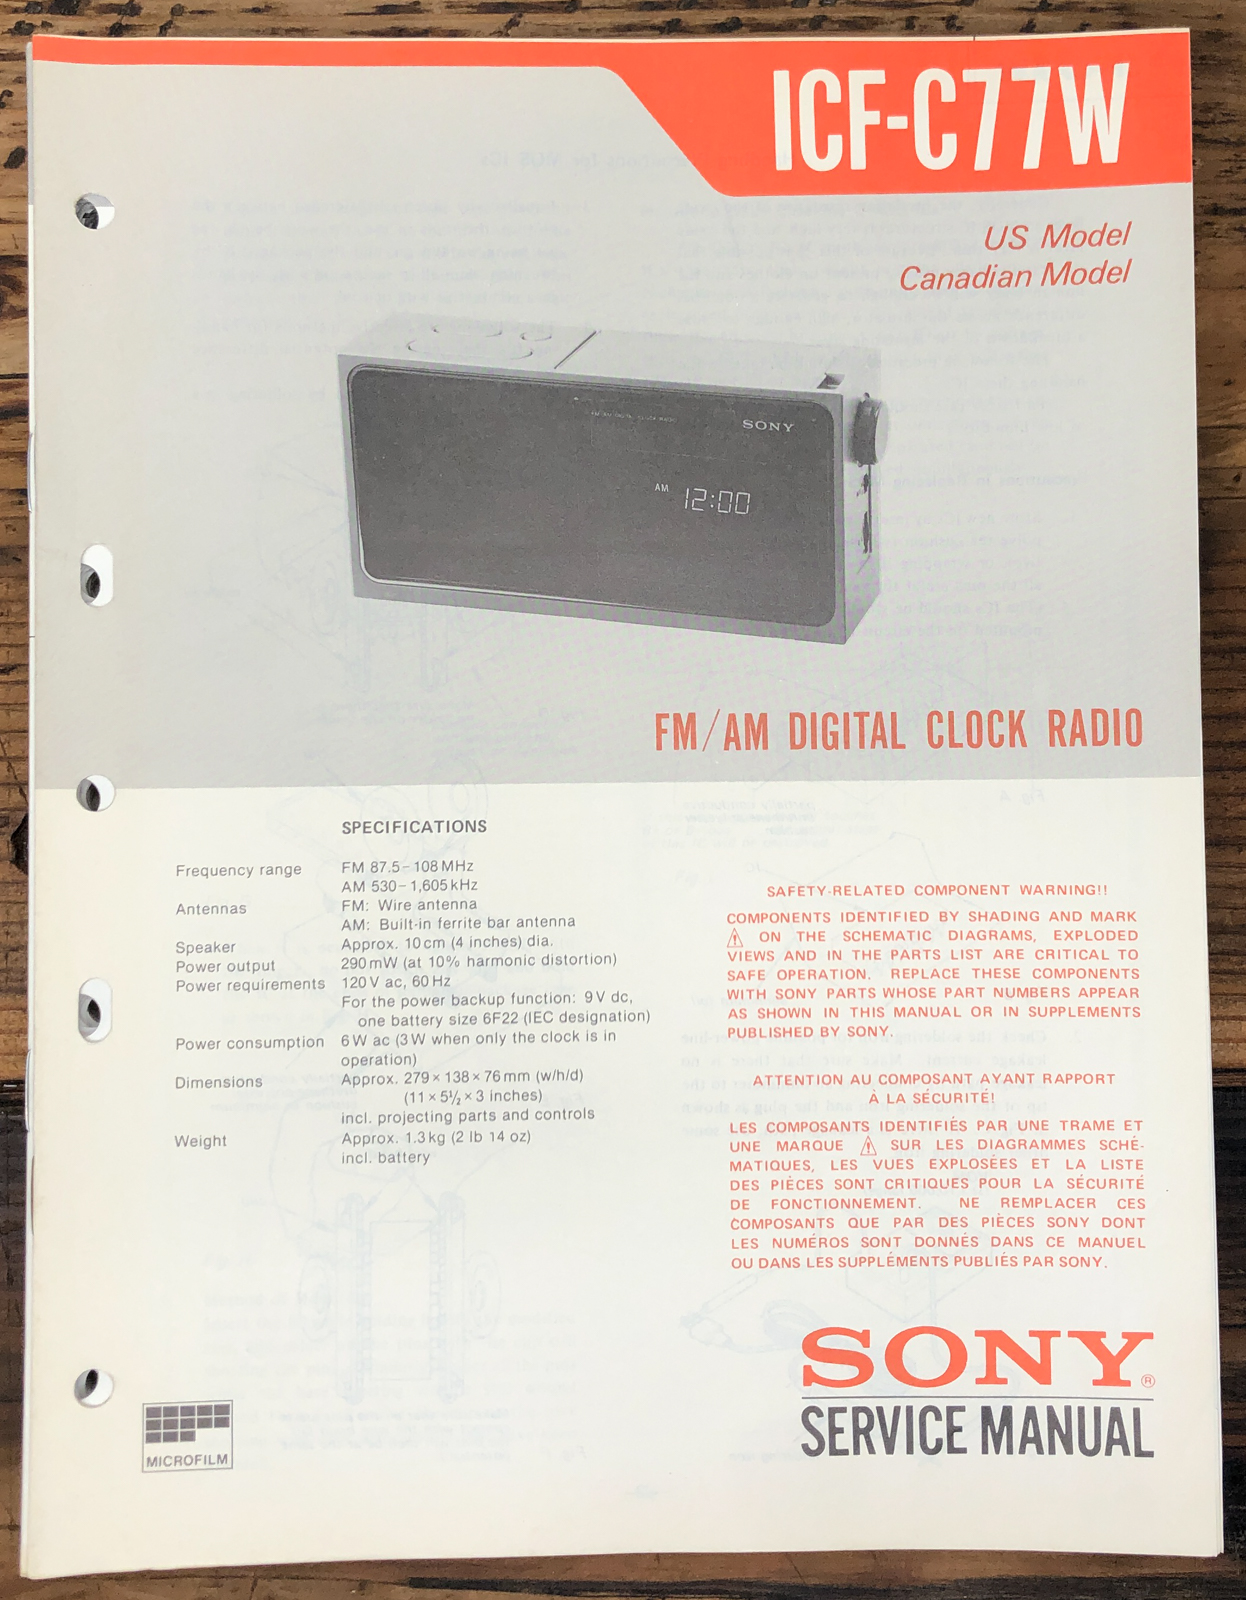 ICF-C77W
US Model
Canadian Model
SONY
AM 12:00
FM/AM DIGITAL CLOCK RADIO
SPECIFICATIONS
Frequency range FM 87.5–108 MHz
AM 530–1,605 kHz
Antennas FM: Wire antenna
AM: Built-in ferrite bar antenna
Speaker Approx. 10 cm (4 inches) dia.
Power output 290 mW (at 10% harmonic distortion)
Power requirements 120 V ac, 60 Hz
For the power backup function: 9 V dc,
one battery size 6F22 (IEC designation)
Power consumption 6 W ac (3 W when only the clock is in
operation)
Dimensions Approx. 279 × 138 × 76 mm (w/h/d)
(11 × 5½ × 3 inches)
incl. projecting parts and controls
Weight Approx. 1.3 kg (2 lb 14 oz)
incl. battery
SAFETY-RELATED COMPONENT WARNING!!
COMPONENTS IDENTIFIED BY SHADING AND MARK
⚠ ON THE SCHEMATIC DIAGRAMS, EXPLODED
VIEWS AND IN THE PARTS LIST ARE CRITICAL TO
SAFE OPERATION. REPLACE THESE COMPONENTS
WITH SONY PARTS WHOSE PART NUMBERS APPEAR
AS SHOWN IN THIS MANUAL OR IN SUPPLEMENTS
PUBLISHED BY SONY.
ATTENTION AU COMPOSANT AYANT RAPPORT
À LA SÉCURITÉ!
LES COMPOSANTS IDENTIFIÉS PAR UNE TRAME ET
UNE MARQUE ⚠ SUR LES DIAGRAMMES SCHÉ-
MATIQUES, LES VUES EXPLOSÉES ET LA LISTE
DES PIÈCES SONT CRITIQUES POUR LA SÉCURITÉ
DE FONCTIONNEMENT. NE REMPLACER CES
COMPOSANTS QUE PAR DES PIÈCES SONY DONT
LES NUMÉROS SONT DONNÉS DANS CE MANUEL
OU DANS LES SUPPLÉMENTS PUBLIÉS PAR SONY.
SONY®
SERVICE MANUAL
MICROFILM